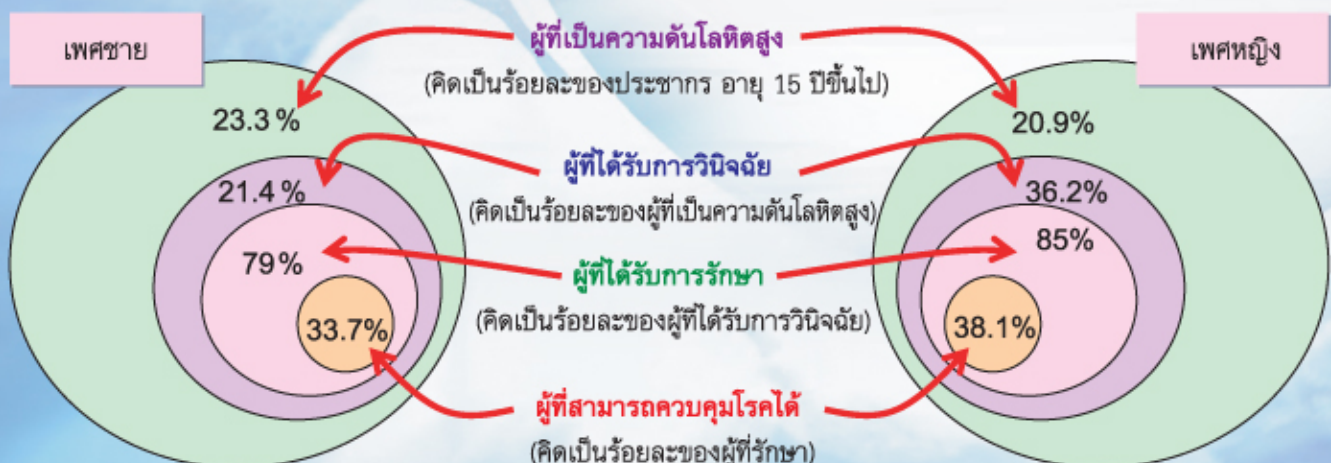 เพศชาย
ผู้ที่เป็นความดันโลหิตสูง
เพศหญิง
(คิดเป็นร้อยละของประชากร อายุ 15 ปีขึ้นไป)
23.3 %
20.9%
ผู้ที่ได้รับการวินิจฉัย
21.4 %
36.2%
(คิดเป็นร้อยละของผู้ที่เป็นความดันโลหิตสูง)
79%
85%
ผู้ที่ได้รับการรักษา
(คิดเป็นร้อยละของผู้ที่ได้รับการวินิจฉัย)
33.7%
38.1%
ผู้ที่สามารถควบคุมโรคได้
(คิดเป็นร้อยละของผู้ที่รักษา)